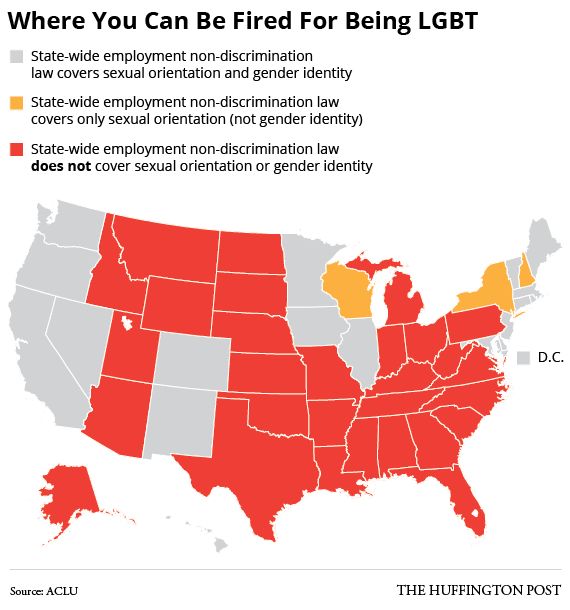 Where You Can Be Fired For Being LGBT
State-wide employment non-discrimination
law covers sexual orientation and gender identity
State-wide employment non-discrimination law
covers only sexual orientation (not gender identity)
State-wide employment non-discrimination law
does not cover sexual orientation or gender identity
D.C.
Source: ACLU
THE HUFFINGTON POST